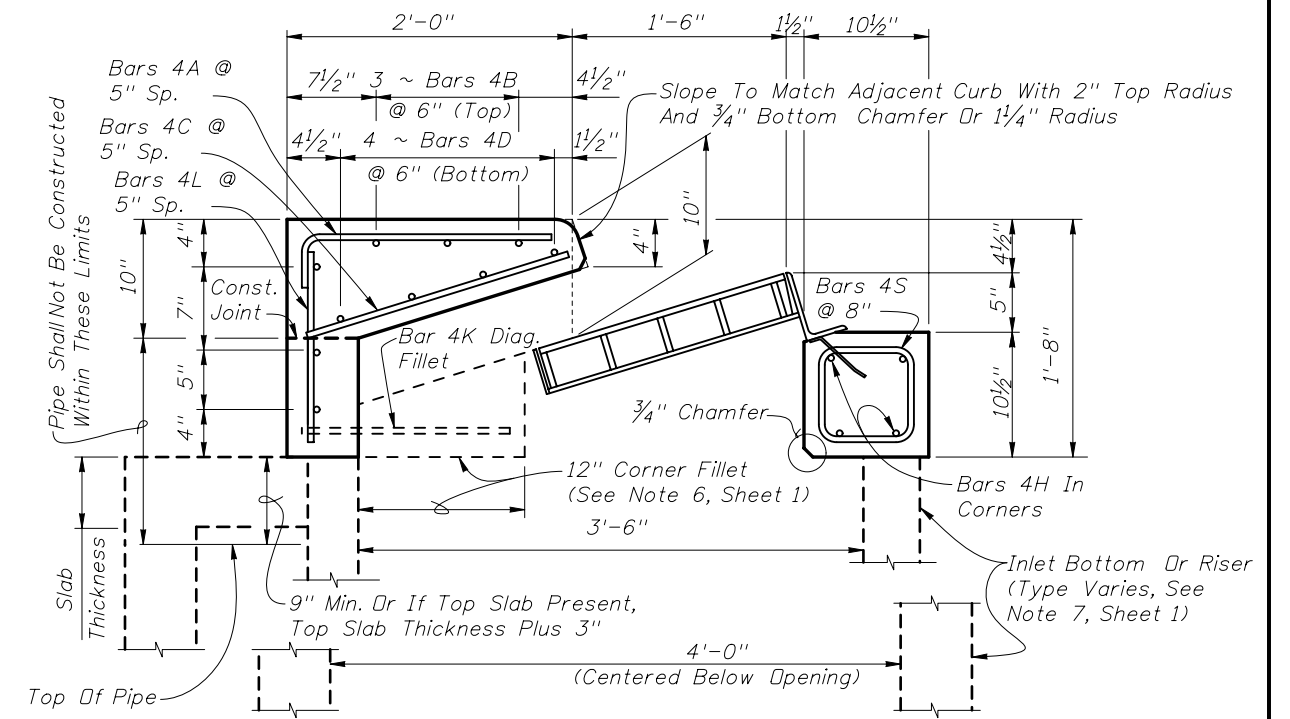 2'-0"
1'-6"
1½"
10½"
Bars 4A @
5" Sp.
7½"
3 ~ Bars 4B
@ 6" (Top)
4½"
Slope To Match Adjacent Curb With 2" Top Radius
And ¾" Bottom Chamfer Or 1¼" Radius
Bars 4C @
5" Sp.
4½"
4 ~ Bars 4D
@ 6" (Bottom)
1½"
Bars 4L @
5" Sp.
Pipe Shall Not Be Constructed
Within These Limits
10"
4"
7"
5"
4"
Const.
Joint
4"
10"
4½"
5"
10½"
1'-8"
Bars 4S
@ 8"
Bar 4K Diag.
Fillet
¾" Chamfer
12" Corner Fillet
(See Note 6, Sheet 1)
Bars 4H In
Corners
3'-6"
Slab
Thickness
9" Min. Or If Top Slab Present,
Top Slab Thickness Plus 3"
Inlet Bottom Or Riser
(Type Varies, See
Note 7, Sheet 1)
4'-0"
(Centered Below Opening)
Top Of Pipe